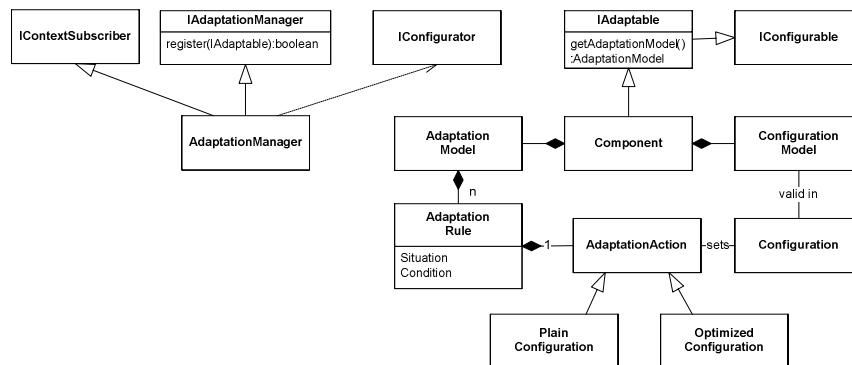 IContextSubscriber
IAdaptationManager
register(IAdaptable):boolean
IConfigurator
IAdaptable
getAdaptationModel()
:AdaptationModel
IConfigurable
AdaptationManager
Adaptation
Model
Component
Configuration
Model
n
valid in
Adaptation
Rule
Situation
Condition
1
AdaptationAction
sets
Configuration
Plain
Configuration
Optimized
Configuration